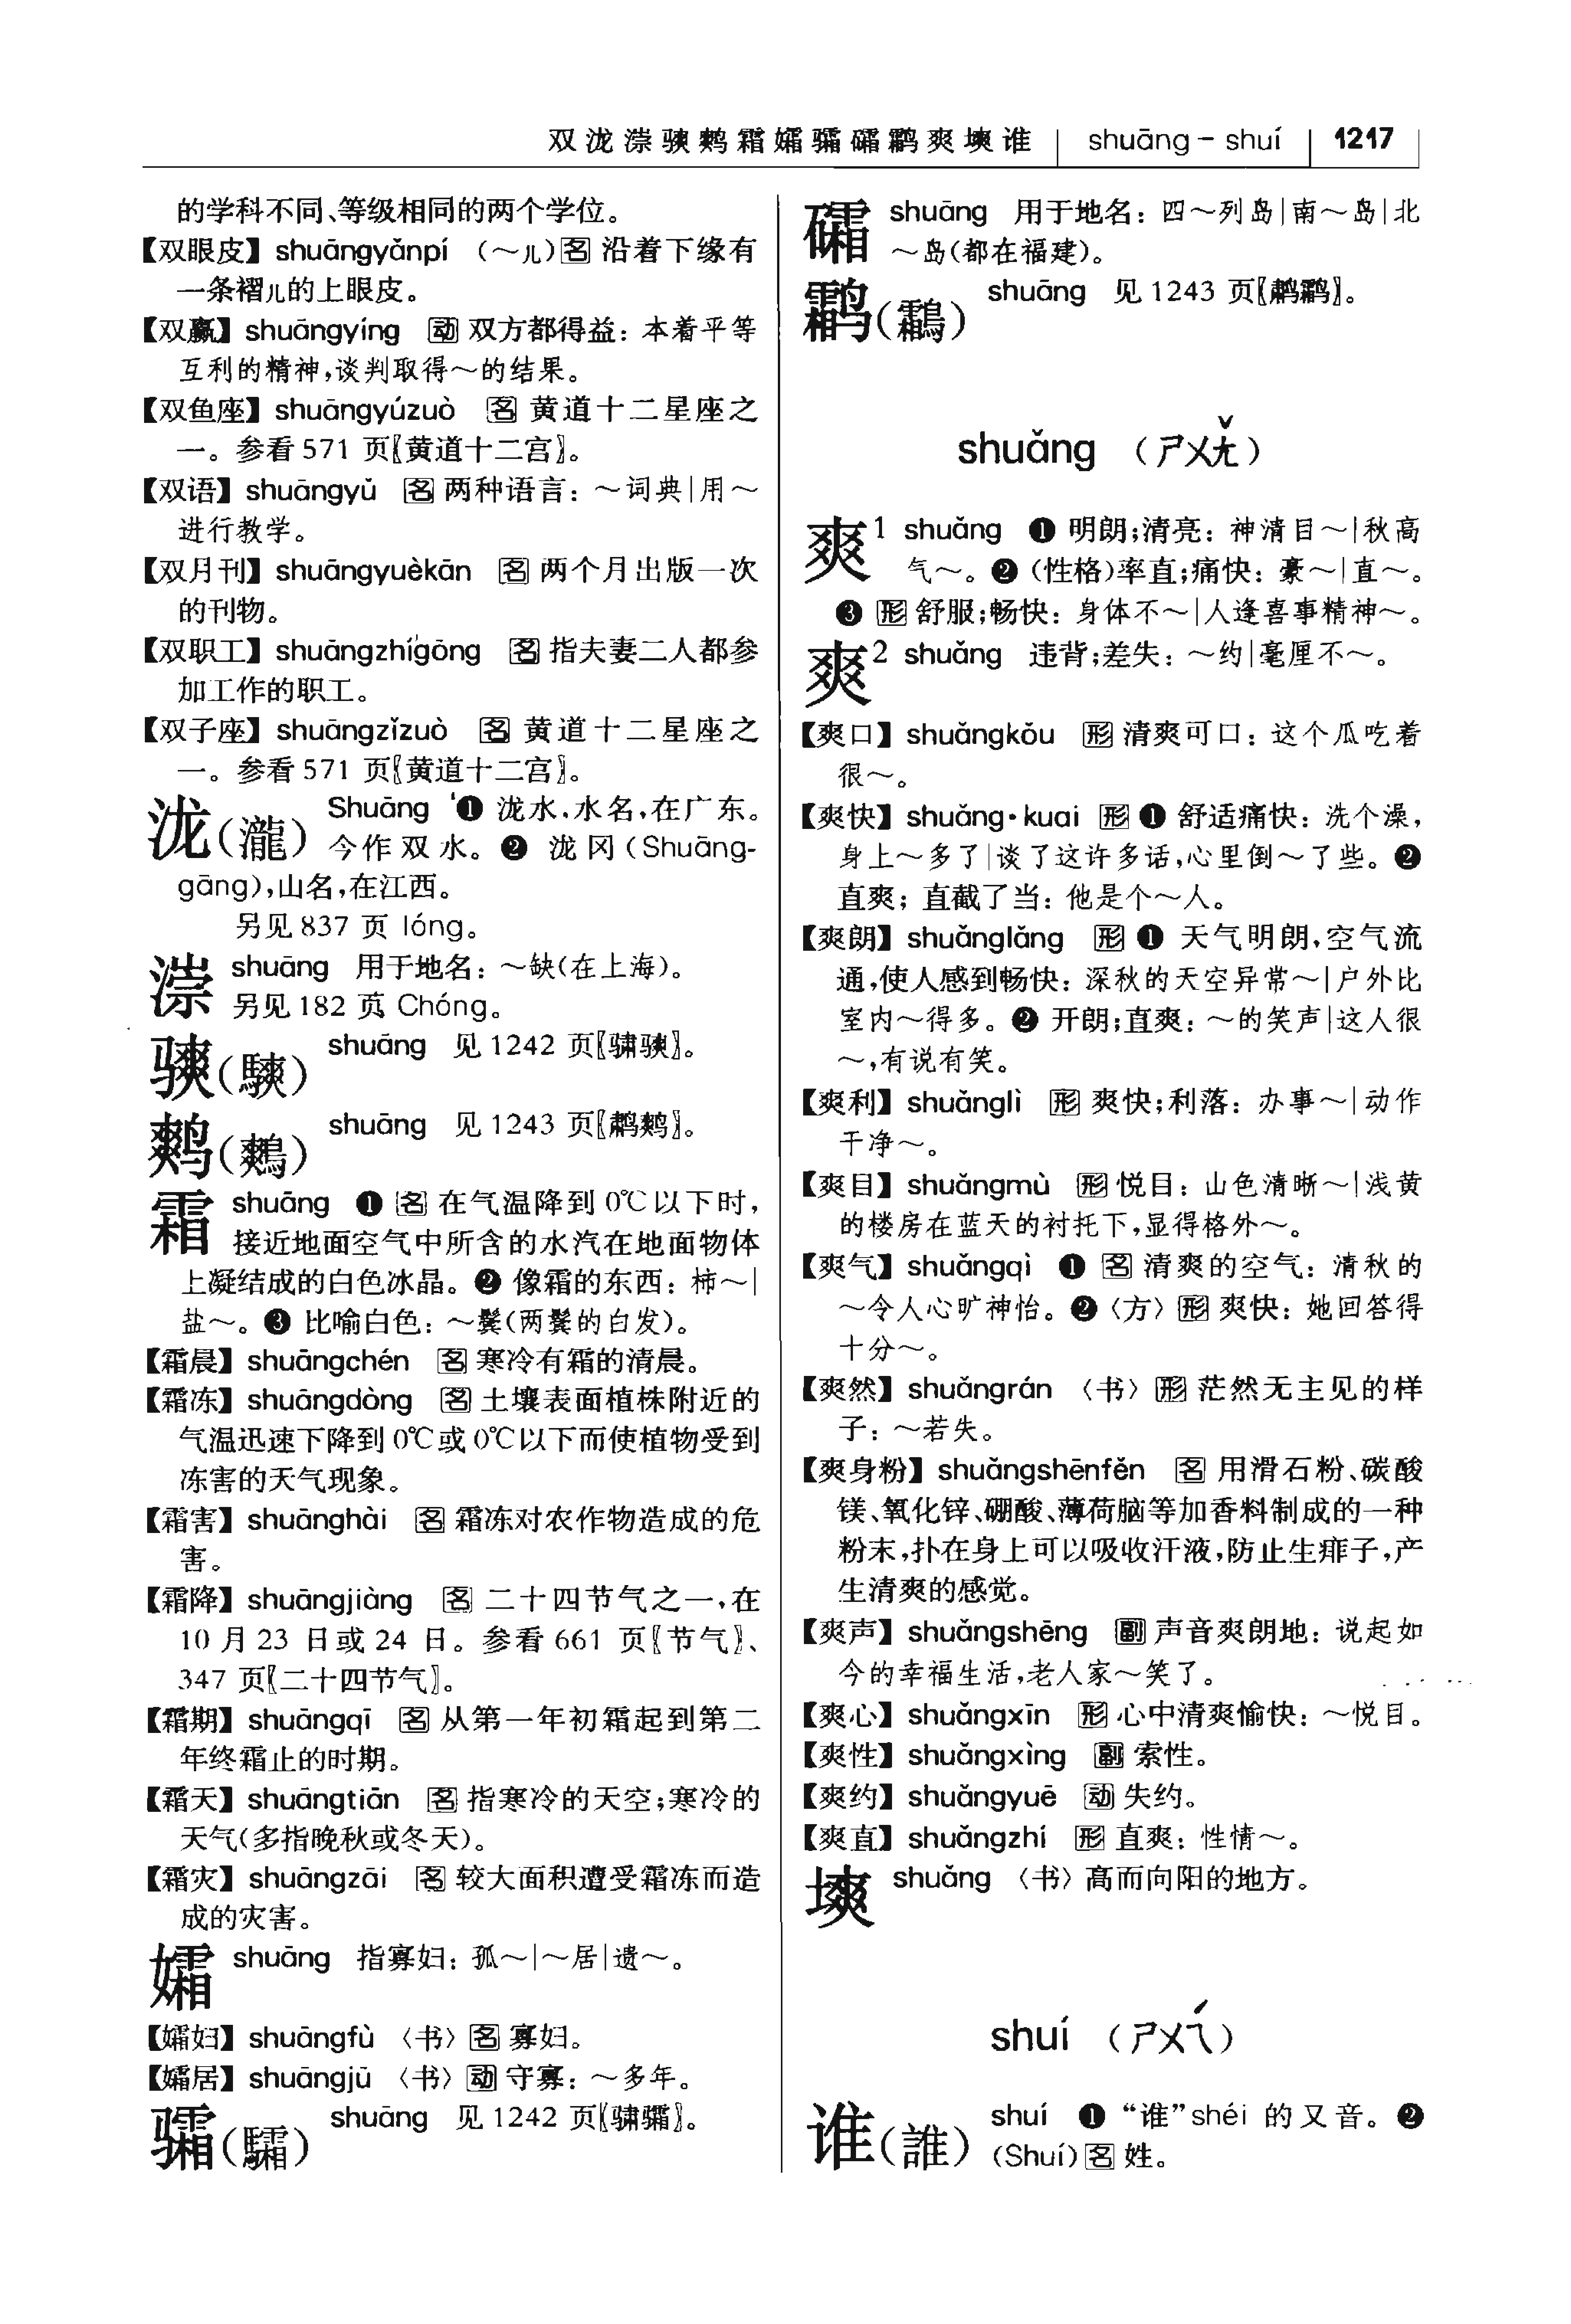 双泷漴骦鹴霜孀骦礵鹴爽塽谁 shuāng – shuí 1217
的学科不同、等级相同的两个学位。
【双眼皮】shuāngyǎnpí (～儿)名 沿着下缘有
一条褶儿的上眼皮。
【双赢】shuāngyíng 动 双方都得益：本着平等
互利的精神,谈判取得～的结果。
【双鱼座】shuāngyúzuò 名 黄道十二星座之
一。参看571 页〖黄道十二宫〗。
【双语】shuāngyǔ 名 两种语言：～词典|用～
进行教学。
【双月刊】shuāngyuèkān 名 两个月出版一次
的刊物。
【双职工】shuāngzhígōng 名 指夫妻二人都参
加工作的职工。
【双子座】shuāngzǐzuò 名 黄道十二星座之
一。参看571 页〖黄道十二宫〗。
泷(瀧) Shuāng ❶ 泷水,水名,在广东。
今作双水。❷ 泷冈(Shuāng-
gāng),山名,在江西。
另见837 页 lóng。
漴 shuāng 用于地名：～缺(在上海)。
另见182 页 Chóng。
骦(騻) shuāng 见1242 页〖骕骦〗。
鹴(鷞) shuāng 见1243 页〖鹔鹴〗。
霜 shuāng ❶ 名 在气温降到0℃以下时,
接近地面空气中所含的水汽在地面物体
上凝结成的白色冰晶。❷ 像霜的东西：柿～|
盐～。❸ 比喻白色：～鬓(两鬓的白发)。
【霜晨】shuāngchén 名 寒冷有霜的清晨。
【霜冻】shuāngdòng 名 土壤表面植株附近的
气温迅速下降到0℃或0℃以下而使植物受到
冻害的天气现象。
【霜害】shuānghài 名 霜冻对农作物造成的危
害。
【霜降】shuāngjiàng 名 二十四节气之一,在
10 月23 日或24 日。参看661 页〖节气〗、
347 页〖二十四节气〗。
【霜期】shuāngqī 名 从第一年初霜起到第二
年终霜止的时期。
【霜天】shuāngtiān 名 指寒冷的天空;寒冷的
天气(多指晚秋或冬天)。
【霜灾】shuāngzāi 名 较大面积遭受霜冻而造
成的灾害。
孀 shuāng 指寡妇：孤～|～居|遗～。
【孀妇】shuāngfù 〈书〉名 寡妇。
【孀居】shuāngjū 〈书〉动 守寡：～多年。
骦(驦) shuāng 见1242 页〖骕骦〗。
礵 shuāng 用于地名：四～列岛|南～岛|北
～岛(都在福建)。
鹴(鸘) shuāng 见1243 页〖鹔鹴〗。
shuǎng (ㄕㄨㄤˇ)
爽1 shuǎng ❶ 明朗;清亮：神清目～|秋高
气～。❷ (性格)率直;痛快：豪～|直～。
❸ 形 舒服;畅快：身体不～|人逢喜事精神～。
爽2 shuǎng 违背;差失：～约|毫厘不～。
【爽口】shuǎngkǒu 形 清爽可口：这个瓜吃着
很～。
【爽快】shuǎng·kuai 形 ❶ 舒适痛快：洗个澡,
身上～多了|谈了这许多话,心里倒～了些。❷
直爽;直截了当：他是个～人。
【爽朗】shuǎnglǎng 形 ❶ 天气明朗,空气流
通,使人感到畅快：深秋的天空异常～|户外比
室内～得多。❷ 开朗;直爽：～的笑声|这人很
～,有说有笑。
【爽利】shuǎnglì 形 爽快;利落：办事～|动作
干净～。
【爽目】shuǎngmù 形 悦目：山色清晰～|浅黄
的楼房在蓝天的衬托下,显得格外～。
【爽气】shuǎngqì ❶ 名 清爽的空气：清秋的
～令人心旷神怡。❷〈方〉形 爽快：她回答得
十分～。
【爽然】shuǎngrán 〈书〉形 茫然无主见的样
子：～若失。
【爽身粉】shuǎngshēnfěn 名 用滑石粉、碳酸
镁、氧化锌、硼酸、薄荷脑等加香料制成的一种
粉末,扑在身上可以吸收汗液,防止生痱子,产
生清爽的感觉。
【爽声】shuǎngshēng 副 声音爽朗地：说起如
今的幸福生活,老人家～笑了。
【爽心】shuǎngxīn 形 心中清爽愉快：～悦目。
【爽性】shuǎngxìng 副 索性。
【爽约】shuǎngyuē 动 失约。
【爽直】shuǎngzhí 形 直爽：性情～。
塽 shuǎng 〈书〉高而向阳的地方。
shuí (ㄕㄨㄟˊ)
谁(誰) shuí ❶ “谁”shéi 的又音。❷
(Shuí)名 姓。